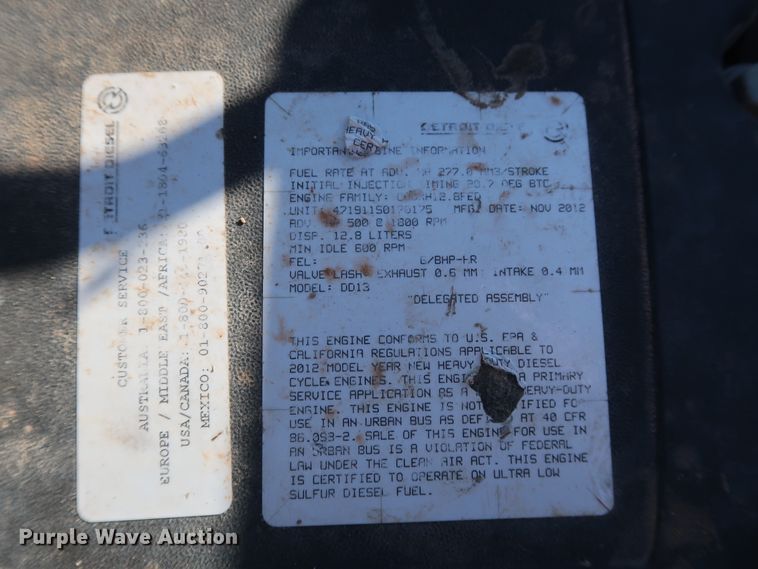 DETROIT DIESEL
CUSTOMER SERVICE
AUSTRALIA: 1-800-023-
EUROPE / MIDDLE EAST / AFRICA:
USA/CANADA:
MEXICO: 01-800-
DETROIT DIESEL
HEAVY
CERT
IMPORTANT ENGINE INFORMATION
FUEL RATE AT ADV. HP 277.0 MM3/STROKE
INITIAL INJECTION TIMING DEG BTC
ENGINE FAMILY:
UNIT: MFG. DATE: NOV 2012
ADV HP 500 @ 1800 RPM
DISP. 12.8 LITERS
MIN IDLE 600 RPM
FEL: G/BHP-HR
VALVE LASH: EXHAUST 0.6 MM; INTAKE 0.4 MM
MODEL: DD13
"DELEGATED ASSEMBLY"
THIS ENGINE CONFORMS TO U.S. EPA &
CALIFORNIA REGULATIONS APPLICABLE TO
2012 MODEL YEAR NEW HEAVY DUTY DIESEL
CYCLE ENGINES. THIS ENGINE A PRIMARY
SERVICE APPLICATION AS A HEAVY-DUTY
ENGINE. THIS ENGINE IS NOT CERTIFIED FO
USE IN AN URBAN BUS AS DEFINED AT 40 CFR
86.093-2. SALE OF THIS ENGINE FOR USE IN
AN URBAN BUS IS A VIOLATION OF FEDERAL
LAW UNDER THE CLEAN AIR ACT. THIS ENGINE
IS CERTIFIED TO OPERATE ON ULTRA LOW
SULFUR DIESEL FUEL.
Purple Wave Auction